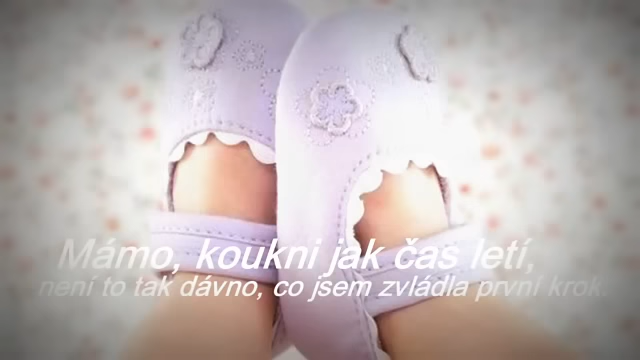 Mámo, koukni jak čas letí,
není to tak dávno, co jsem zvládla první krok.